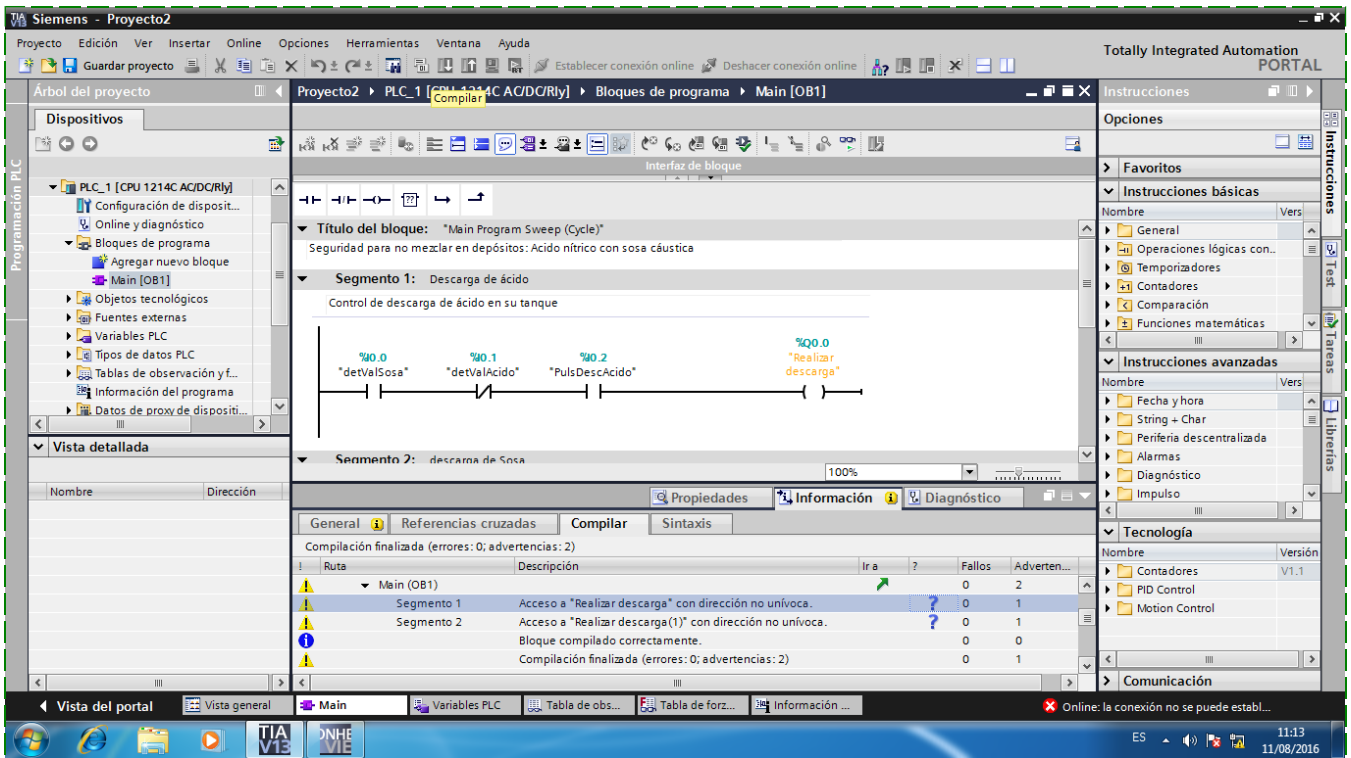 Siemens - Proyecto2
Proyecto Edición Ver Insertar Online Opciones Herramientas Ventana Ayuda
Totally Integrated Automation
PORTAL
Guardar proyecto Establecer conexión online Deshacer conexión online
Árbol del proyecto
Proyecto2 PLC_1 [CPU 1214C AC/DC/Rly] Bloques de programa Main [OB1]
Compilar
Instrucciones
Dispositivos
Opciones
Interfaz de bloque
Programación PLC
PLC_1 [CPU 1214C AC/DC/Rly]
Configuración de disposit...
Online y diagnóstico
Bloques de programa
Agregar nuevo bloque
Main [OB1]
Objetos tecnológicos
Fuentes externas
Variables PLC
Tipos de datos PLC
Tablas de observación y f...
Información del programa
Datos de proxy de dispositi...
Vista detallada
Nombre Dirección
Título del bloque: "Main Program Sweep (Cycle)"
Seguridad para no mezclar en depósitos: Acido nítrico con sosa cáustica
Segmento 1: Descarga de ácido
Control de descarga de ácido en su tanque
%I0.0
"detValSosa"
%I0.1
"detValAcido"
%I0.2
"PulsDescAcido"
%Q0.0
"Realizar
descarga"
Segmento 2: descarga de Sosa
100%
Propiedades Información Diagnóstico
General Referencias cruzadas Compilar Sintaxis
Compilación finalizada (errores: 0; advertencias: 2)
! Ruta Descripción Ir a ? Fallos Adverten...
Main (OB1) 0 2
Segmento 1 Acceso a "Realizar descarga" con dirección no unívoca. ? 0 1
Segmento 2 Acceso a "Realizar descarga(1)" con dirección no unívoca. ? 0 1
Bloque compilado correctamente. 0 0
Compilación finalizada (errores: 0; advertencias: 2) 0 1
Favoritos
Instrucciones básicas
Nombre Vers
General
Operaciones lógicas con..
Temporizadores
Contadores
Comparación
Funciones matemáticas
Instrucciones avanzadas
Nombre Vers
Fecha y hora
String + Char
Periferia descentralizada
Alarmas
Diagnóstico
Impulso
Tecnología
Nombre Versión
Contadores V1.1
PID Control
Motion Control
Comunicación
Instrucciones
Test
Tareas
Librerías
Vista del portal Vista general Main Variables PLC Tabla de obs... Tabla de forz... Información ... Online: la conexión no se puede establ...
TIA
V13
ES
11:13
11/08/2016